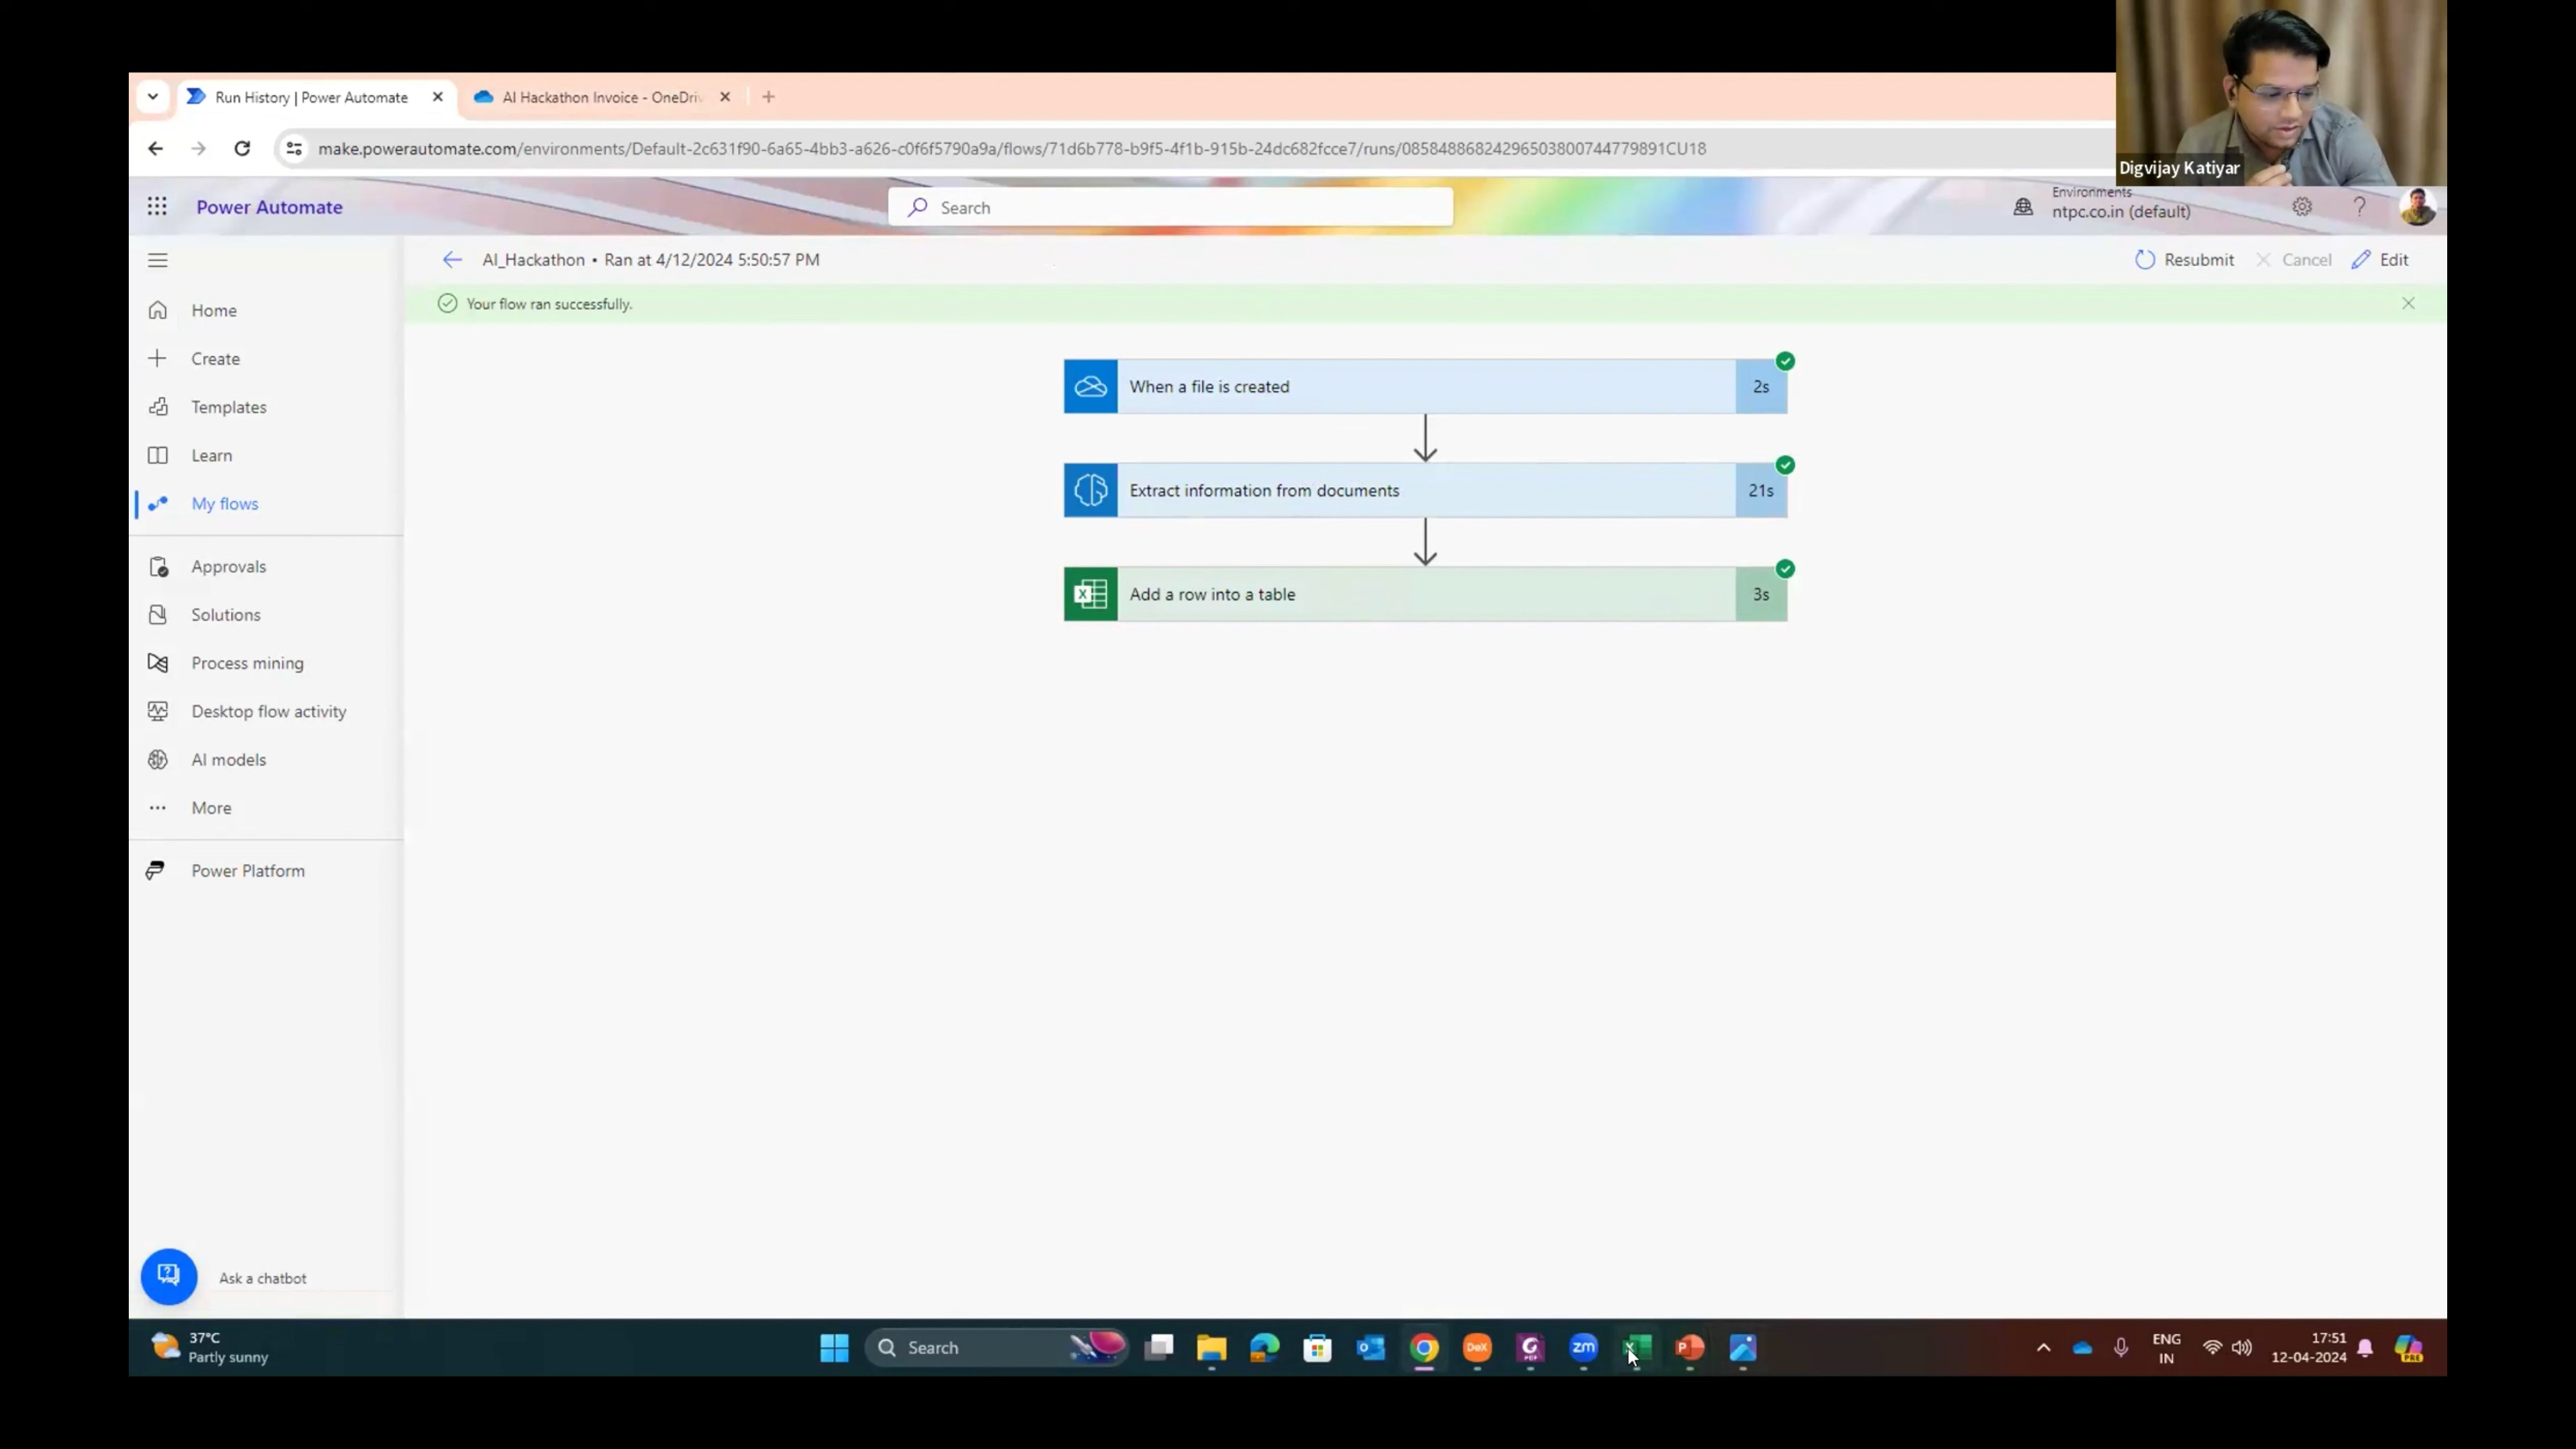 Run History | Power Automate
AI Hackathon Invoice - OneDriv
make.powerautomate.com/environments/Default-2c631f90-6a65-4bb3-a626-c0f6f5790a9a/flows/71d6b778-b9f5-4f1b-915b-24dc682fcce7/runs/08584886824296503800744779891CU18
Digvijay Katiyar
Power Automate
Search
Environments
ntpc.co.in (default)
AI_Hackathon • Ran at 4/12/2024 5:50:57 PM
Resubmit
Cancel
Edit
Your flow ran successfully.
Home
Create
Templates
Learn
My flows
Approvals
Solutions
Process mining
Desktop flow activity
AI models
More
Power Platform
When a file is created
2s
Extract information from documents
21s
Add a row into a table
3s
Ask a chatbot
37°C
Partly sunny
Search
DeX
PDF
zm
ENG
IN
17:51
12-04-2024
PRE